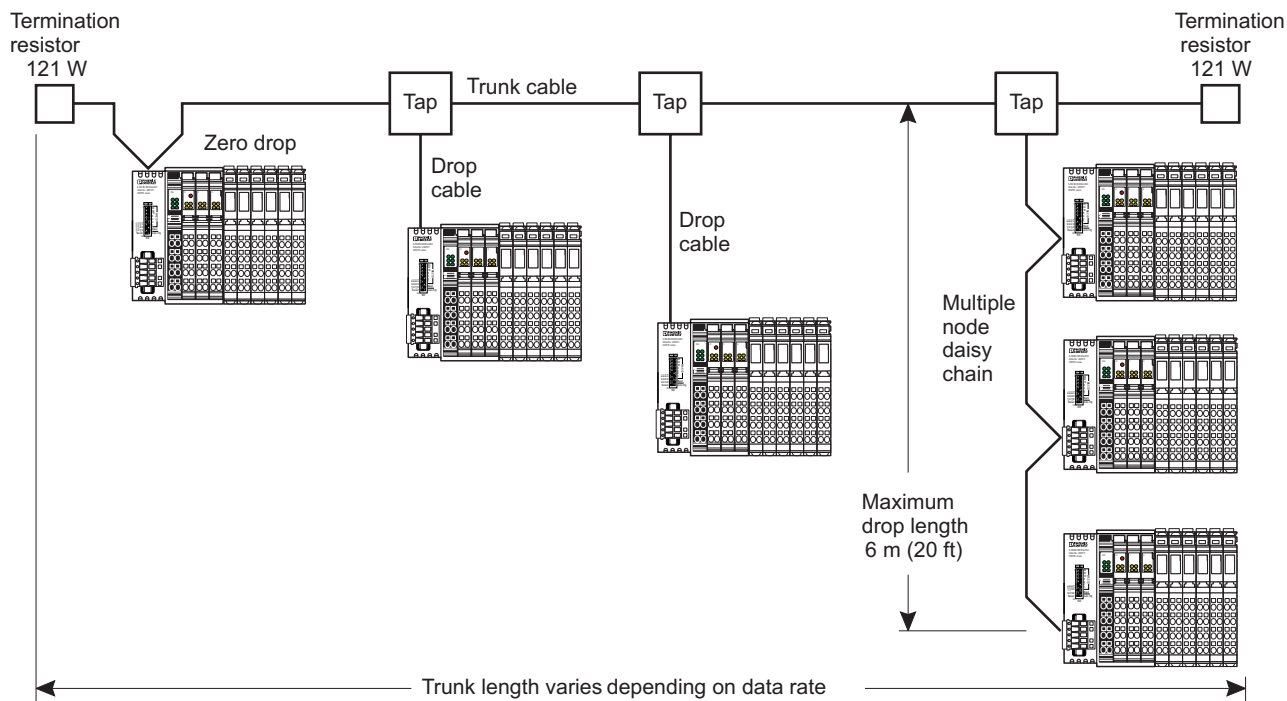 Termination
resistor
121 W
Termination
resistor
121 W
Tap
Trunk cable
Tap
Tap
Zero drop
Drop
cable
Drop
cable
Multiple
node
daisy
chain
Maximum
drop length
6 m (20 ft)
Trunk length varies depending on data rate